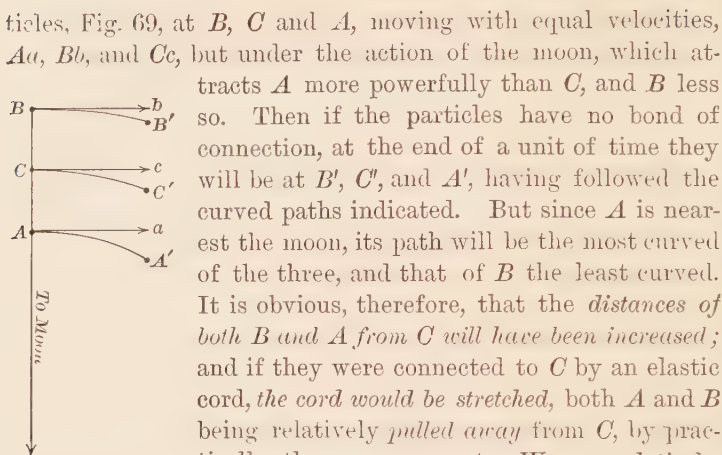 ticles, Fig. 69, at B, C and A, moving with equal velocities,
Aa, Bb, and Cc, but under the action of the moon, which at-
tracts A more powerfully than C, and B less
so. Then if the particles have no bond of
connection, at the end of a unit of time they
will be at B', C', and A', having followed the
curved paths indicated. But since A is near-
est the moon, its path will be the most curved
of the three, and that of B the least curved.
It is obvious, therefore, that the distances of
both B and A from C will have been increased;
and if they were connected to C by an elastic
cord, the cord would be stretched, both A and B
being relatively pulled away from C, by prac-
B
b
B'
C
c
C'
A
a
A'
To Moon